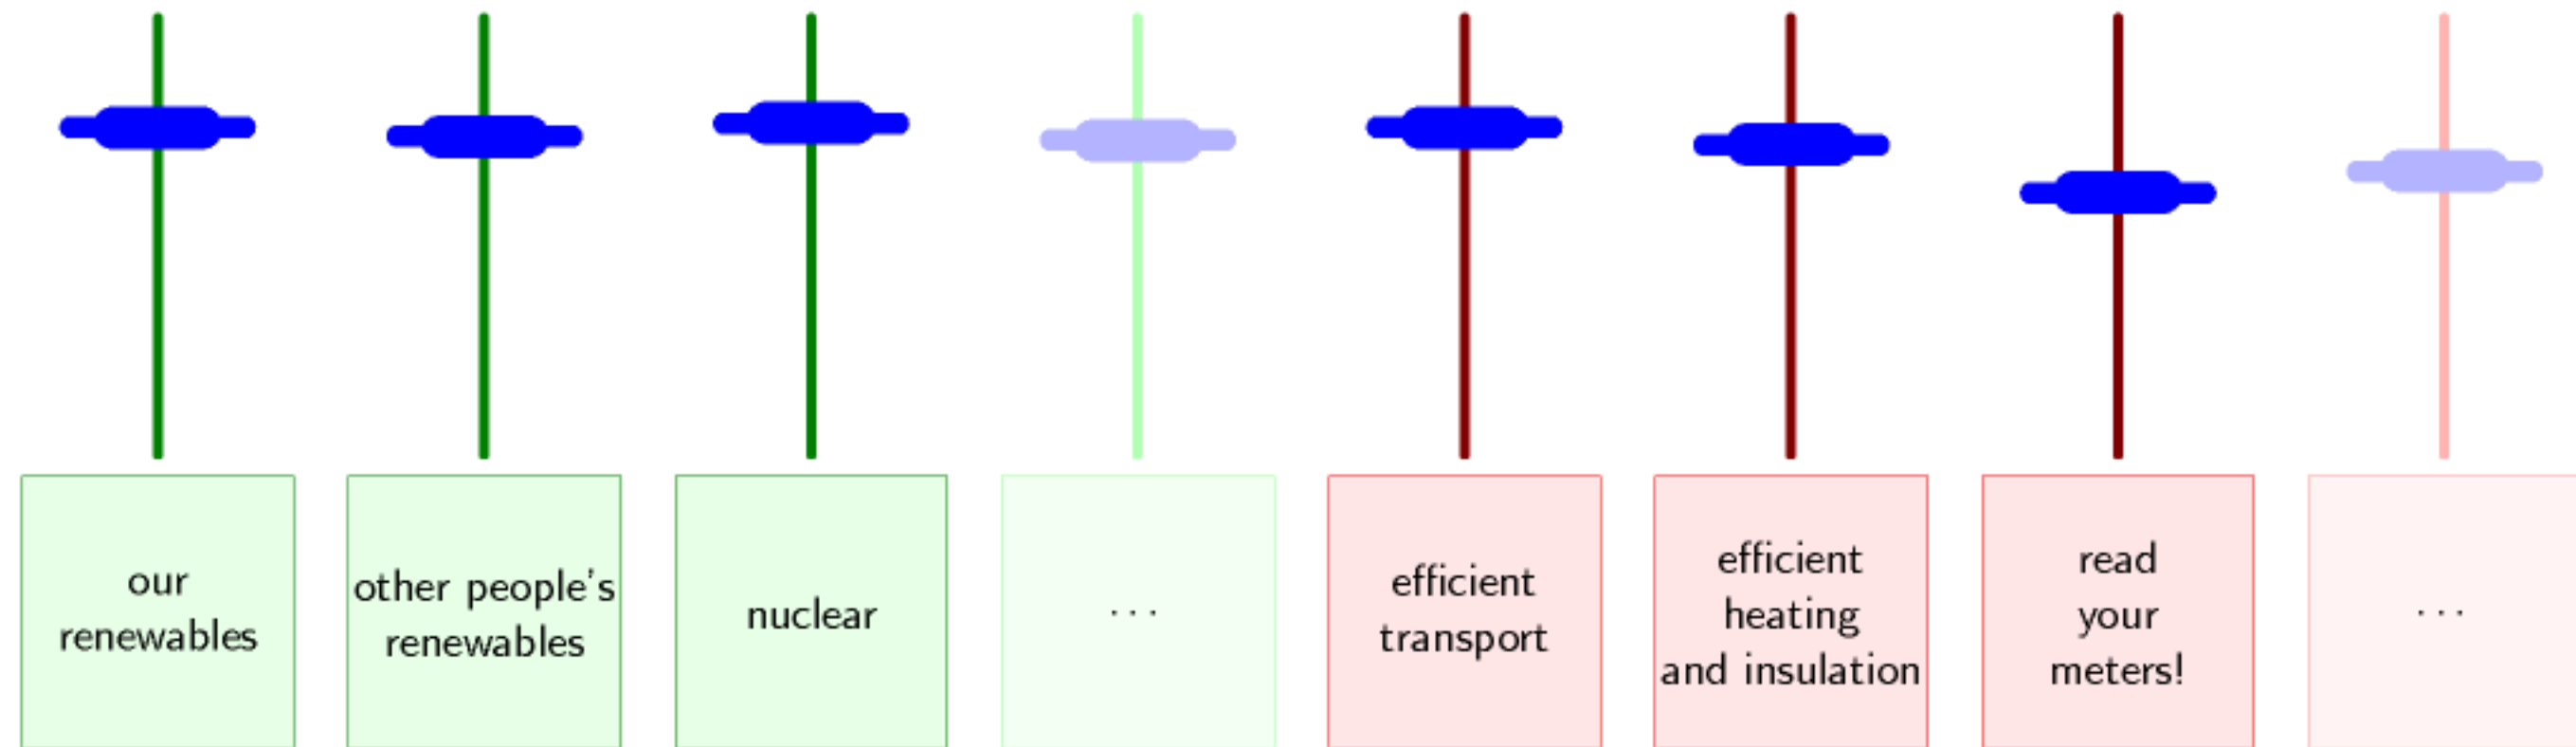 our
renewables
other people's
renewables
nuclear
...
efficient
transport
efficient
heating
and insulation
read
your
meters!
...